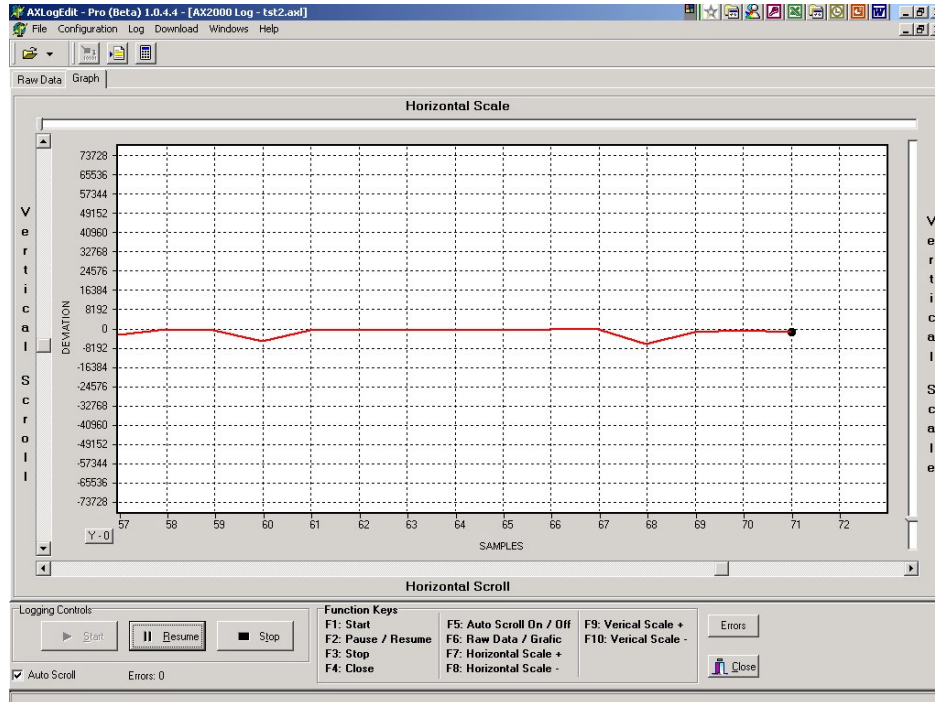 AXLogEdit - Pro (Beta) 1.0.4.4 - [AX2000 Log - tst2.axl]
File Configuration Log Download Windows Help
Raw Data Graph
Horizontal Scale
Vertical Scroll
DEVIATION
73728
65536
57344
49152
40960
32768
24576
16384
8192
0
-8192
-16384
-24576
-32768
-40960
-49152
-57344
-65536
-73728
Vertical Scale
57 58 59 60 61 62 63 64 65 66 67 68 69 70 71 72
Y - 0
SAMPLES
Horizontal Scroll
Logging Controls
Start Resume Stop
Auto Scroll Errors: 0
Function Keys
F1: Start F5: Auto Scroll On / Off F9: Verical Scale +
F2: Pause / Resume F6: Raw Data / Grafic F10: Verical Scale -
F3: Stop F7: Horizontal Scale +
F4: Close F8: Horizontal Scale -
Errors
Close